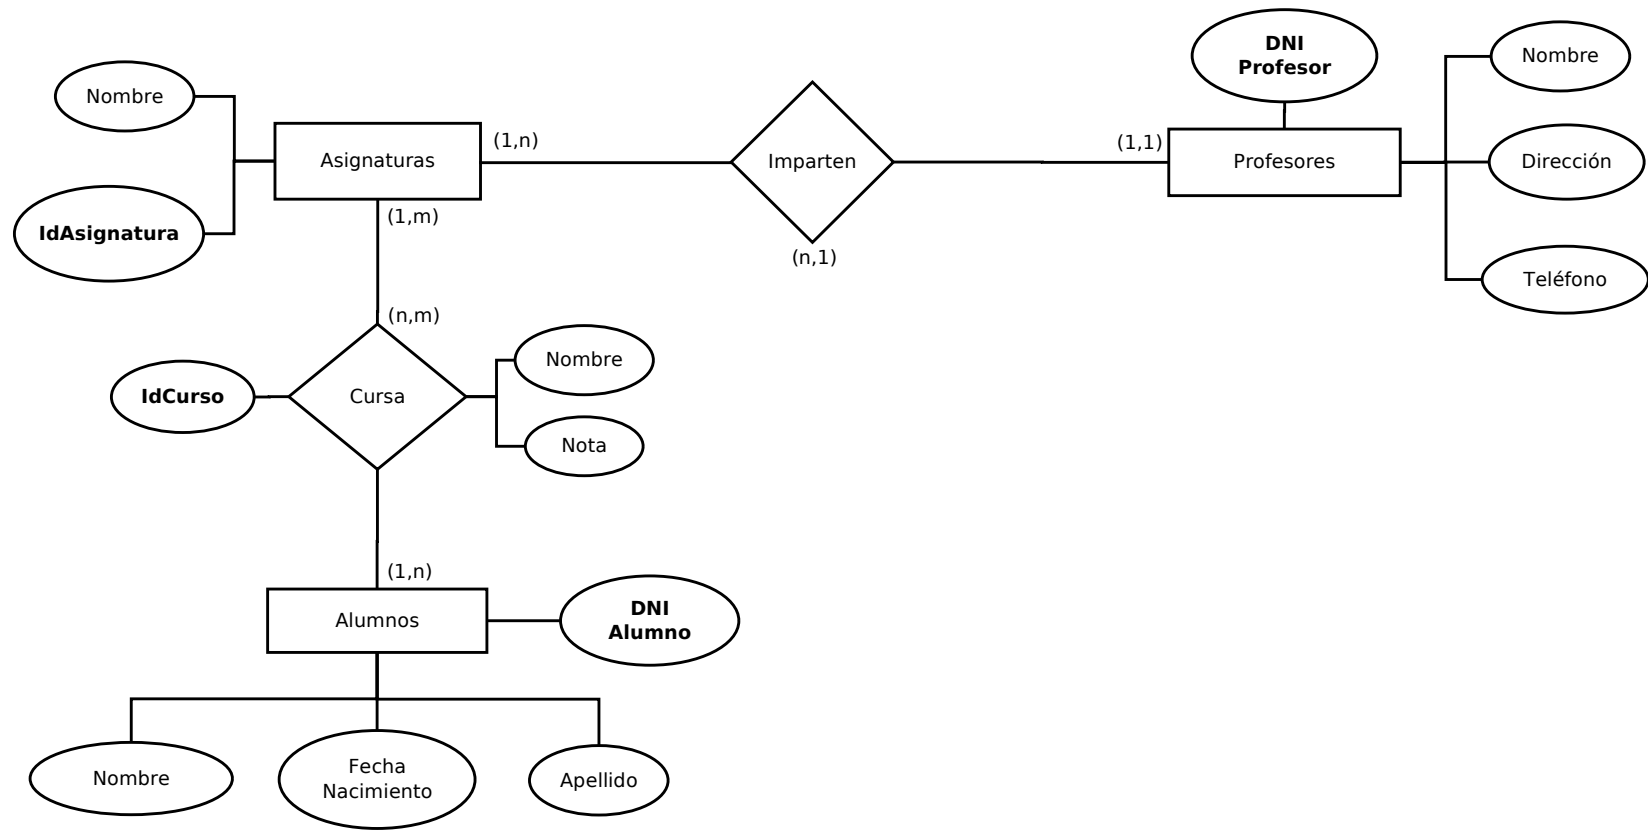 DNI
Profesor
Nombre
Nombre
(1,n)
(1,1)
Asignaturas
Imparten
Profesores
Dirección
(1,m)
IdAsignatura
(n,1)
Teléfono
(n,m)
Nombre
IdCurso
Cursa
Nota
(1,n)
DNI
Alumno
Alumnos
Nombre
Fecha
Nacimiento
Apellido